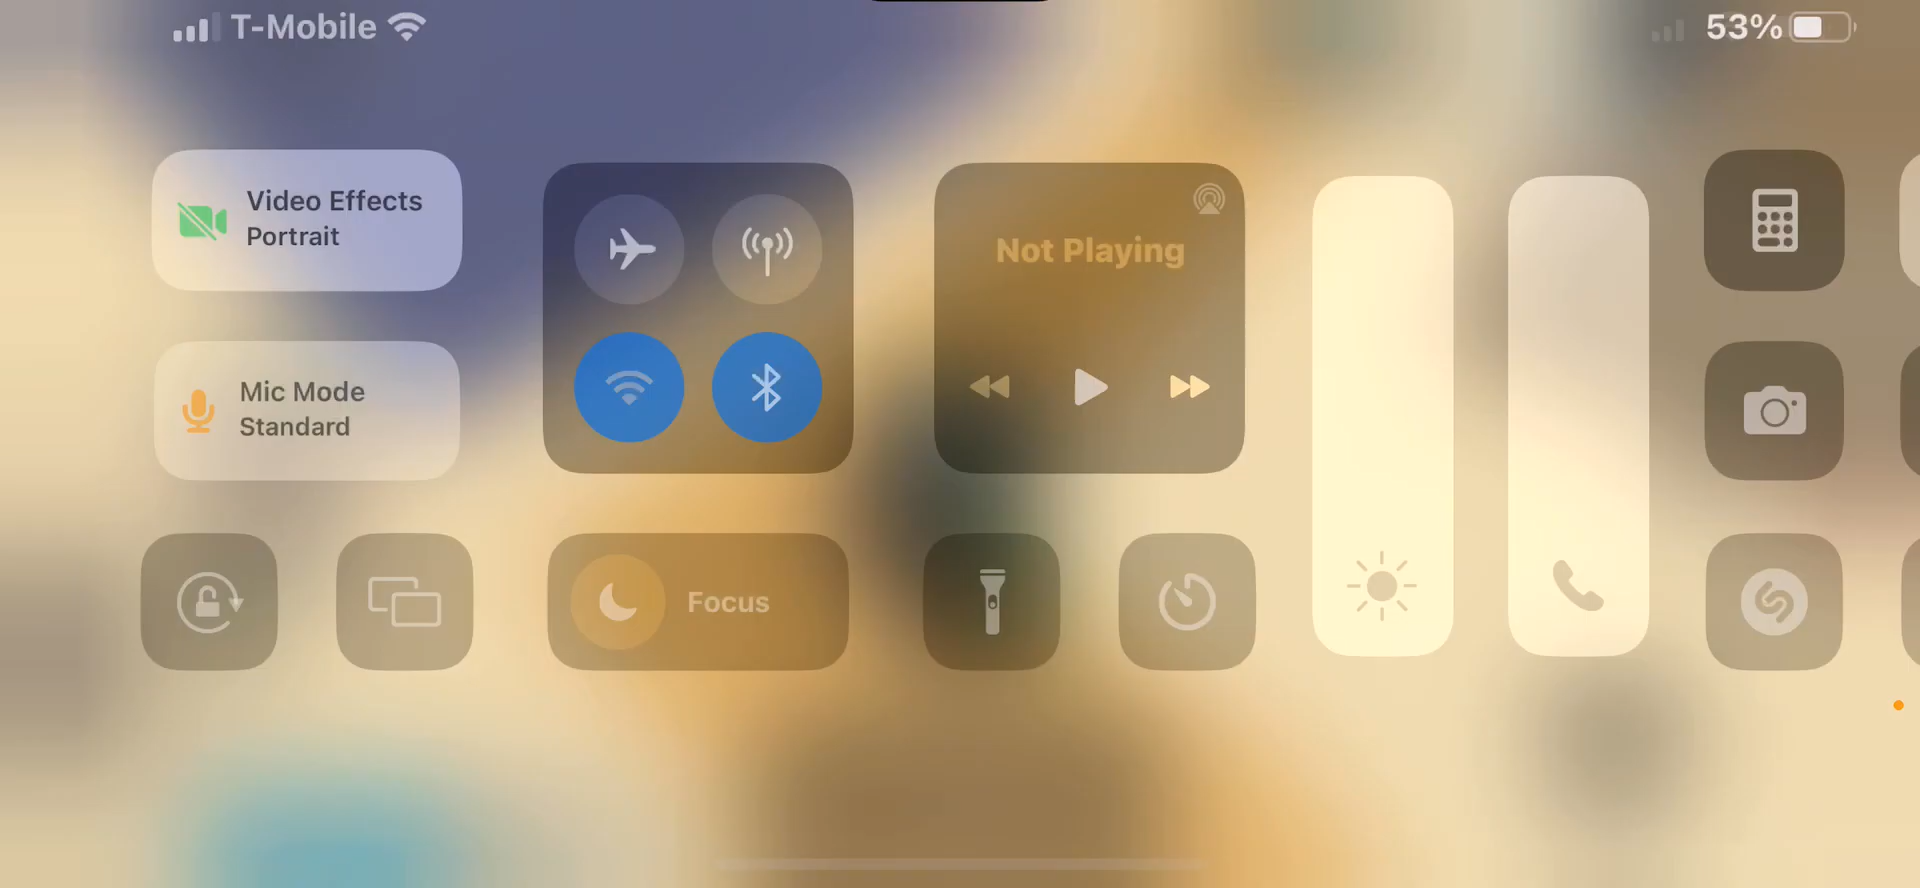 T-Mobile
53%
Video Effects
Portrait
Not Playing
Mic Mode
Standard
Focus